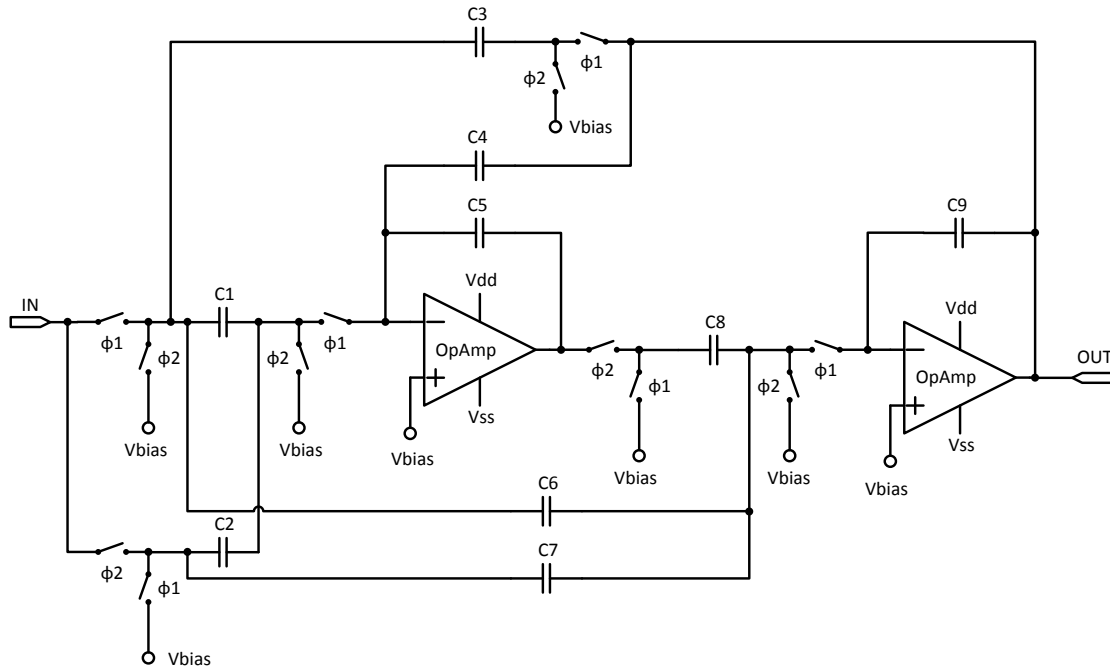 C3
ϕ1
ϕ2
Vbias
C4
C5
C9
Vdd
Vdd
IN
C1
C8
ϕ1
ϕ2
ϕ2
ϕ1
OpAmp
ϕ2
ϕ1
ϕ2
ϕ1
OpAmp
OUT
Vss
Vss
Vbias
Vbias
Vbias
Vbias
Vbias
Vbias
C6
C2
C7
ϕ2
ϕ1
Vbias